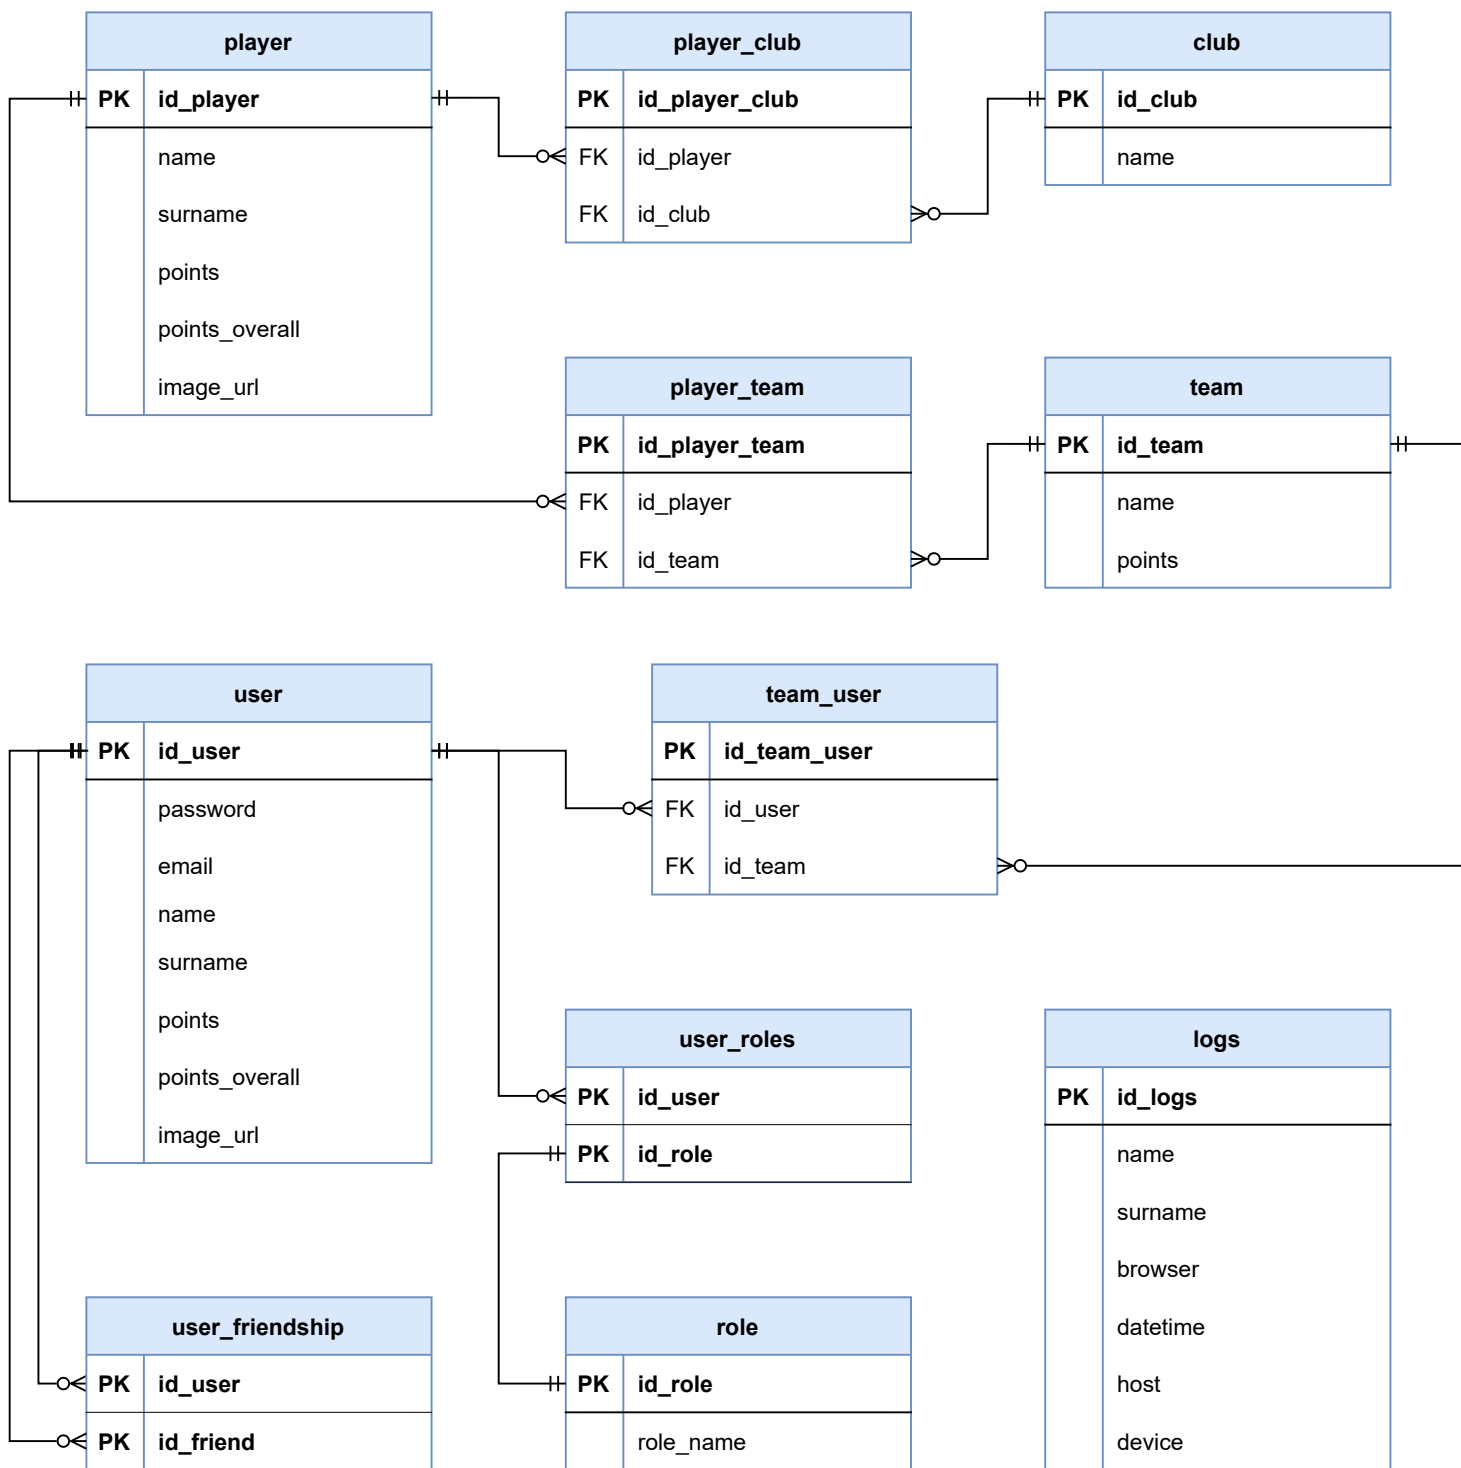 player
PK id_player
name
surname
points
points_overall
image_url
player_club
PK id_player_club
FK id_player
FK id_club
club
PK id_club
name
player_team
PK id_player_team
FK id_player
FK id_team
team
PK id_team
name
points
user
PK id_user
password
email
name
surname
points
points_overall
image_url
team_user
PK id_team_user
FK id_user
FK id_team
user_roles
PK id_user
PK id_role
logs
PK id_logs
name
surname
browser
datetime
host
device
user_friendship
PK id_user
PK id_friend
role
PK id_role
role_name